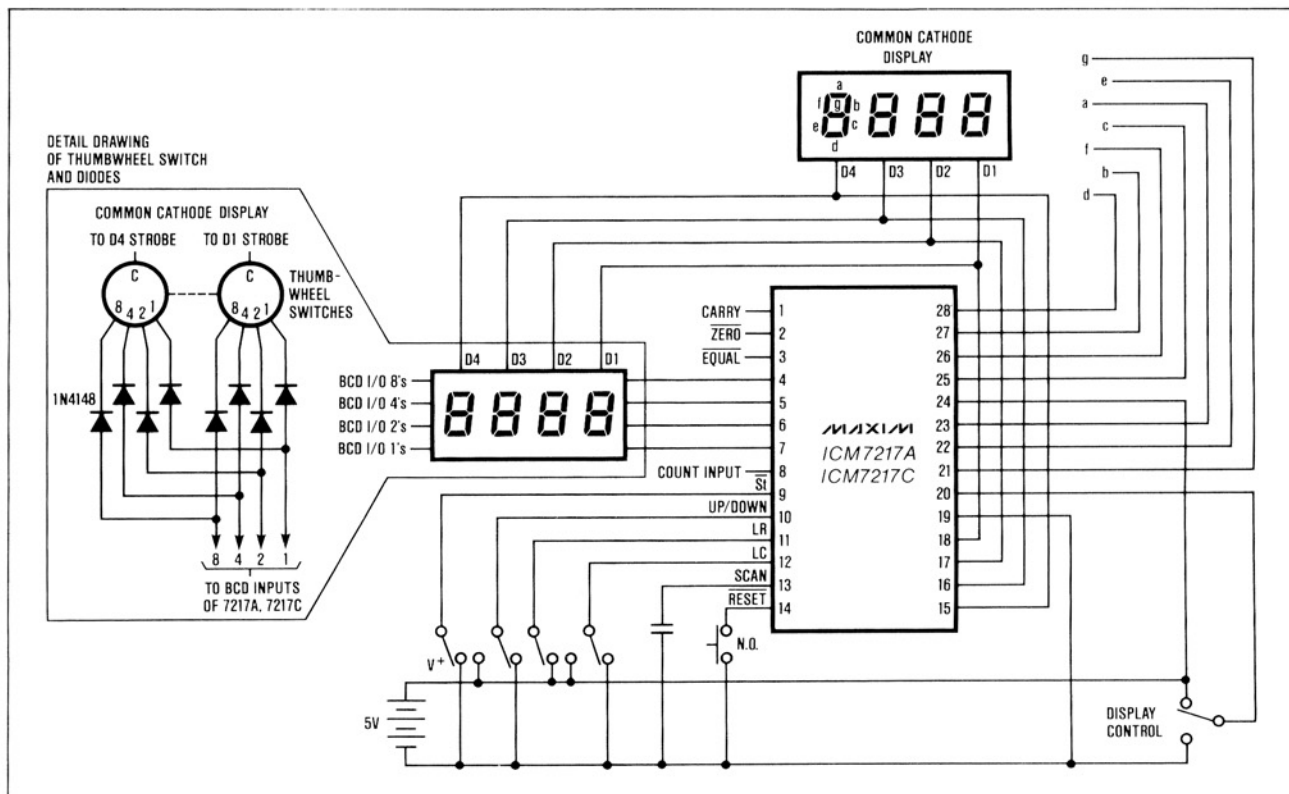 COMMON CATHODE
DISPLAY
a
f g b
e c
d
D4 D3 D2 D1
g
e
a
c
f
b
d
DETAIL DRAWING
OF THUMBWHEEL SWITCH
AND DIODES
COMMON CATHODE DISPLAY
TO D4 STROBE TO D1 STROBE
C C
8 4 2 1 8 4 2 1
THUMB-
WHEEL
SWITCHES
1N4148
8 4 2 1
TO BCD INPUTS
OF 7217A, 7217C
D4 D3 D2 D1
BCD I/O 8's
BCD I/O 4's
BCD I/O 2's
BCD I/O 1's
8888
8888
CARRY 1
ZERO 2
EQUAL 3
4
5
6
7
COUNT INPUT 8
St 9
UP/DOWN 10
LR 11
LC 12
SCAN 13
RESET 14
MAXIM
ICM7217A
ICM7217C
28
27
26
25
24
23
22
21
20
19
18
17
16
15
N.O.
V+
5V
DISPLAY
CONTROL